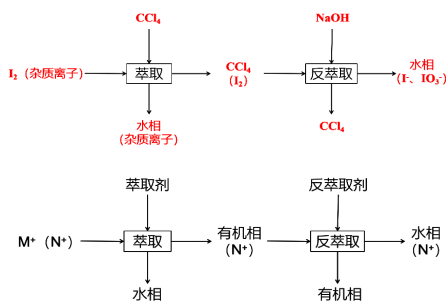 CCl₄
NaOH
I₂（杂质离子）
萃取
CCl₄
(I₂)
反萃取
水相
(I⁻、IO₃⁻)
水相
(杂质离子)
CCl₄
萃取剂
反萃取剂
M⁺（N⁺）
萃取
有机相
(N⁺)
反萃取
水相
(N⁺)
水相
有机相